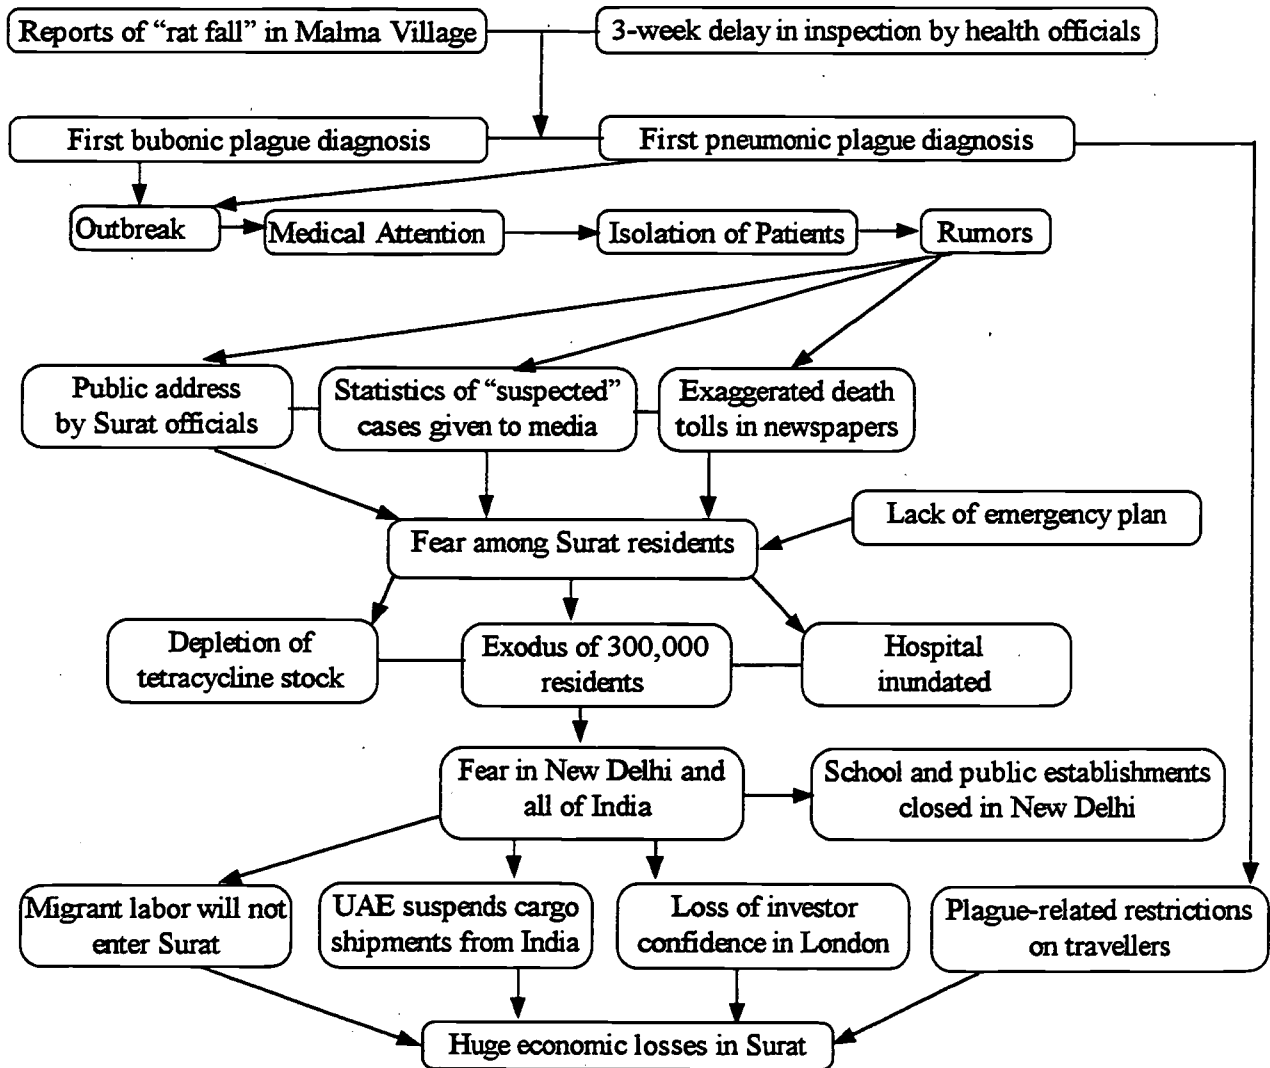 Reports of “rat fall” in Malma Village
3-week delay in inspection by health officials
First bubonic plague diagnosis
First pneumonic plague diagnosis
Outbreak
Medical Attention
Isolation of Patients
Rumors
Public address
by Surat officials
Statistics of “suspected”
cases given to media
Exaggerated death
tolls in newspapers
Lack of emergency plan
Fear among Surat residents
Depletion of
tetracycline stock
Exodus of 300,000
residents
Hospital
inundated
Fear in New Delhi and
all of India
School and public establishments
closed in New Delhi
Migrant labor will not
enter Surat
UAE suspends cargo
shipments from India
Loss of investor
confidence in London
Plague-related restrictions
on travellers
Huge economic losses in Surat